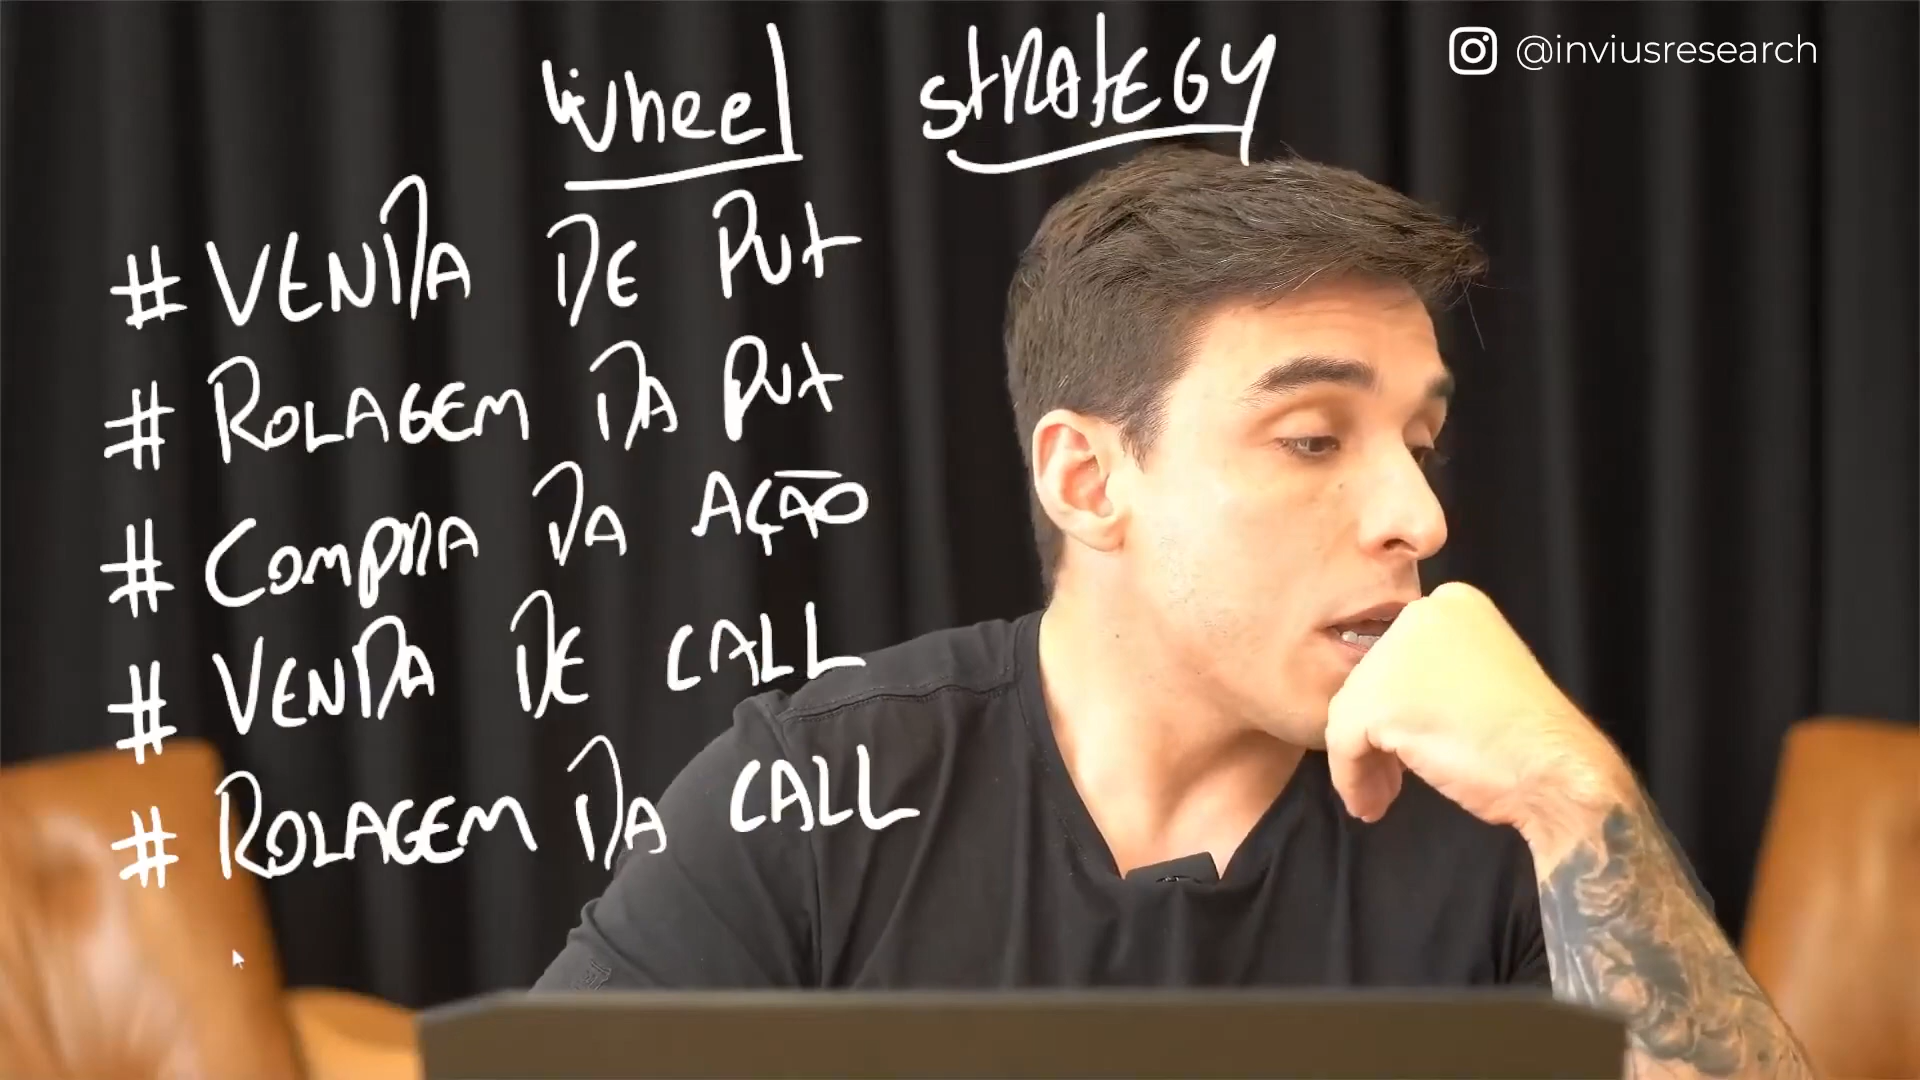 Wheel STRATEGY
@inviusresearch
# VENDA DE PUT
# ROLAGEM DA PUT
# COMPRA DA AÇÃO
# VENDA DE CALL
# ROLAGEM DA CALL